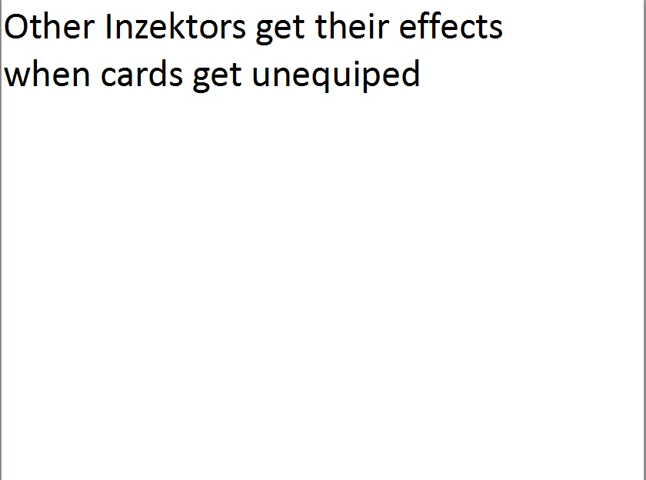 Other Inzektors get their effects
when cards get unequiped